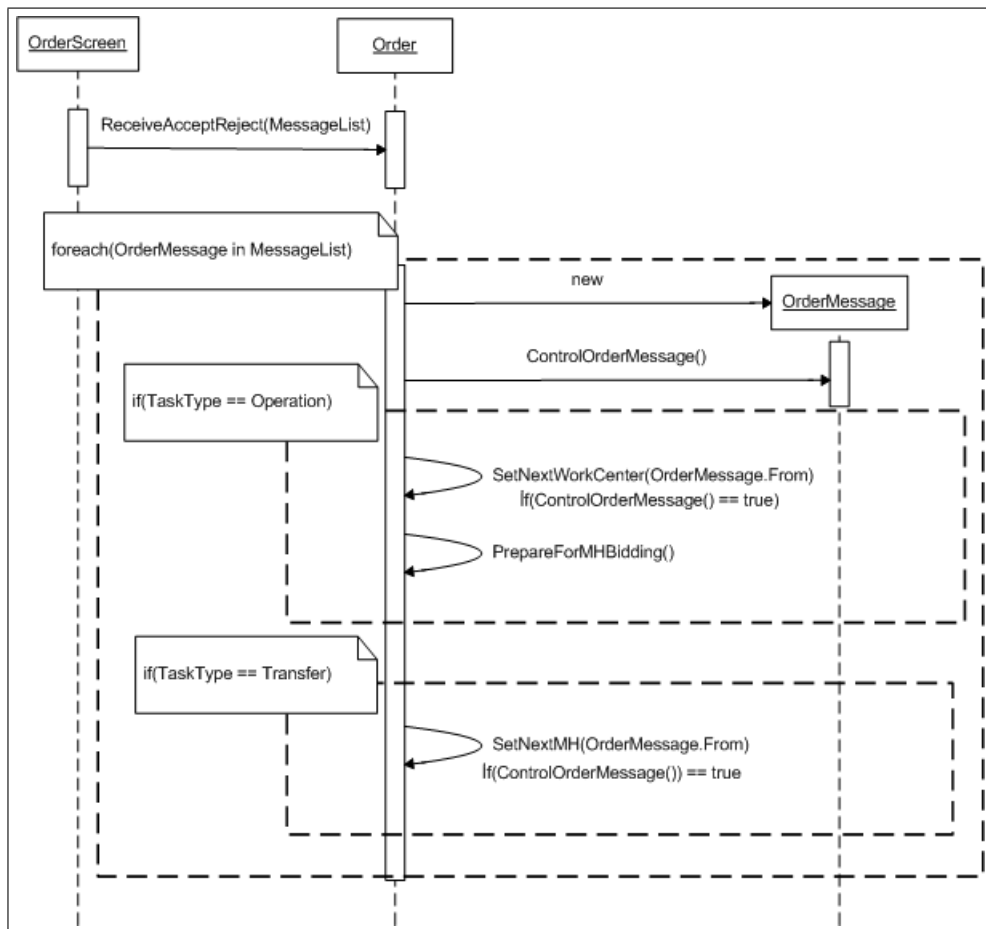 OrderScreen
Order
ReceiveAcceptReject(MessageList)
foreach(OrderMessage in MessageList)
new
OrderMessage
ControlOrderMessage()
if(TaskType == Operation)
SetNextWorkCenter(OrderMessage.From)
İf(ControlOrderMessage() == true)
PrepareForMHBidding()
if(TaskType == Transfer)
SetNextMH(OrderMessage.From)
İf(ControlOrderMessage()) == true